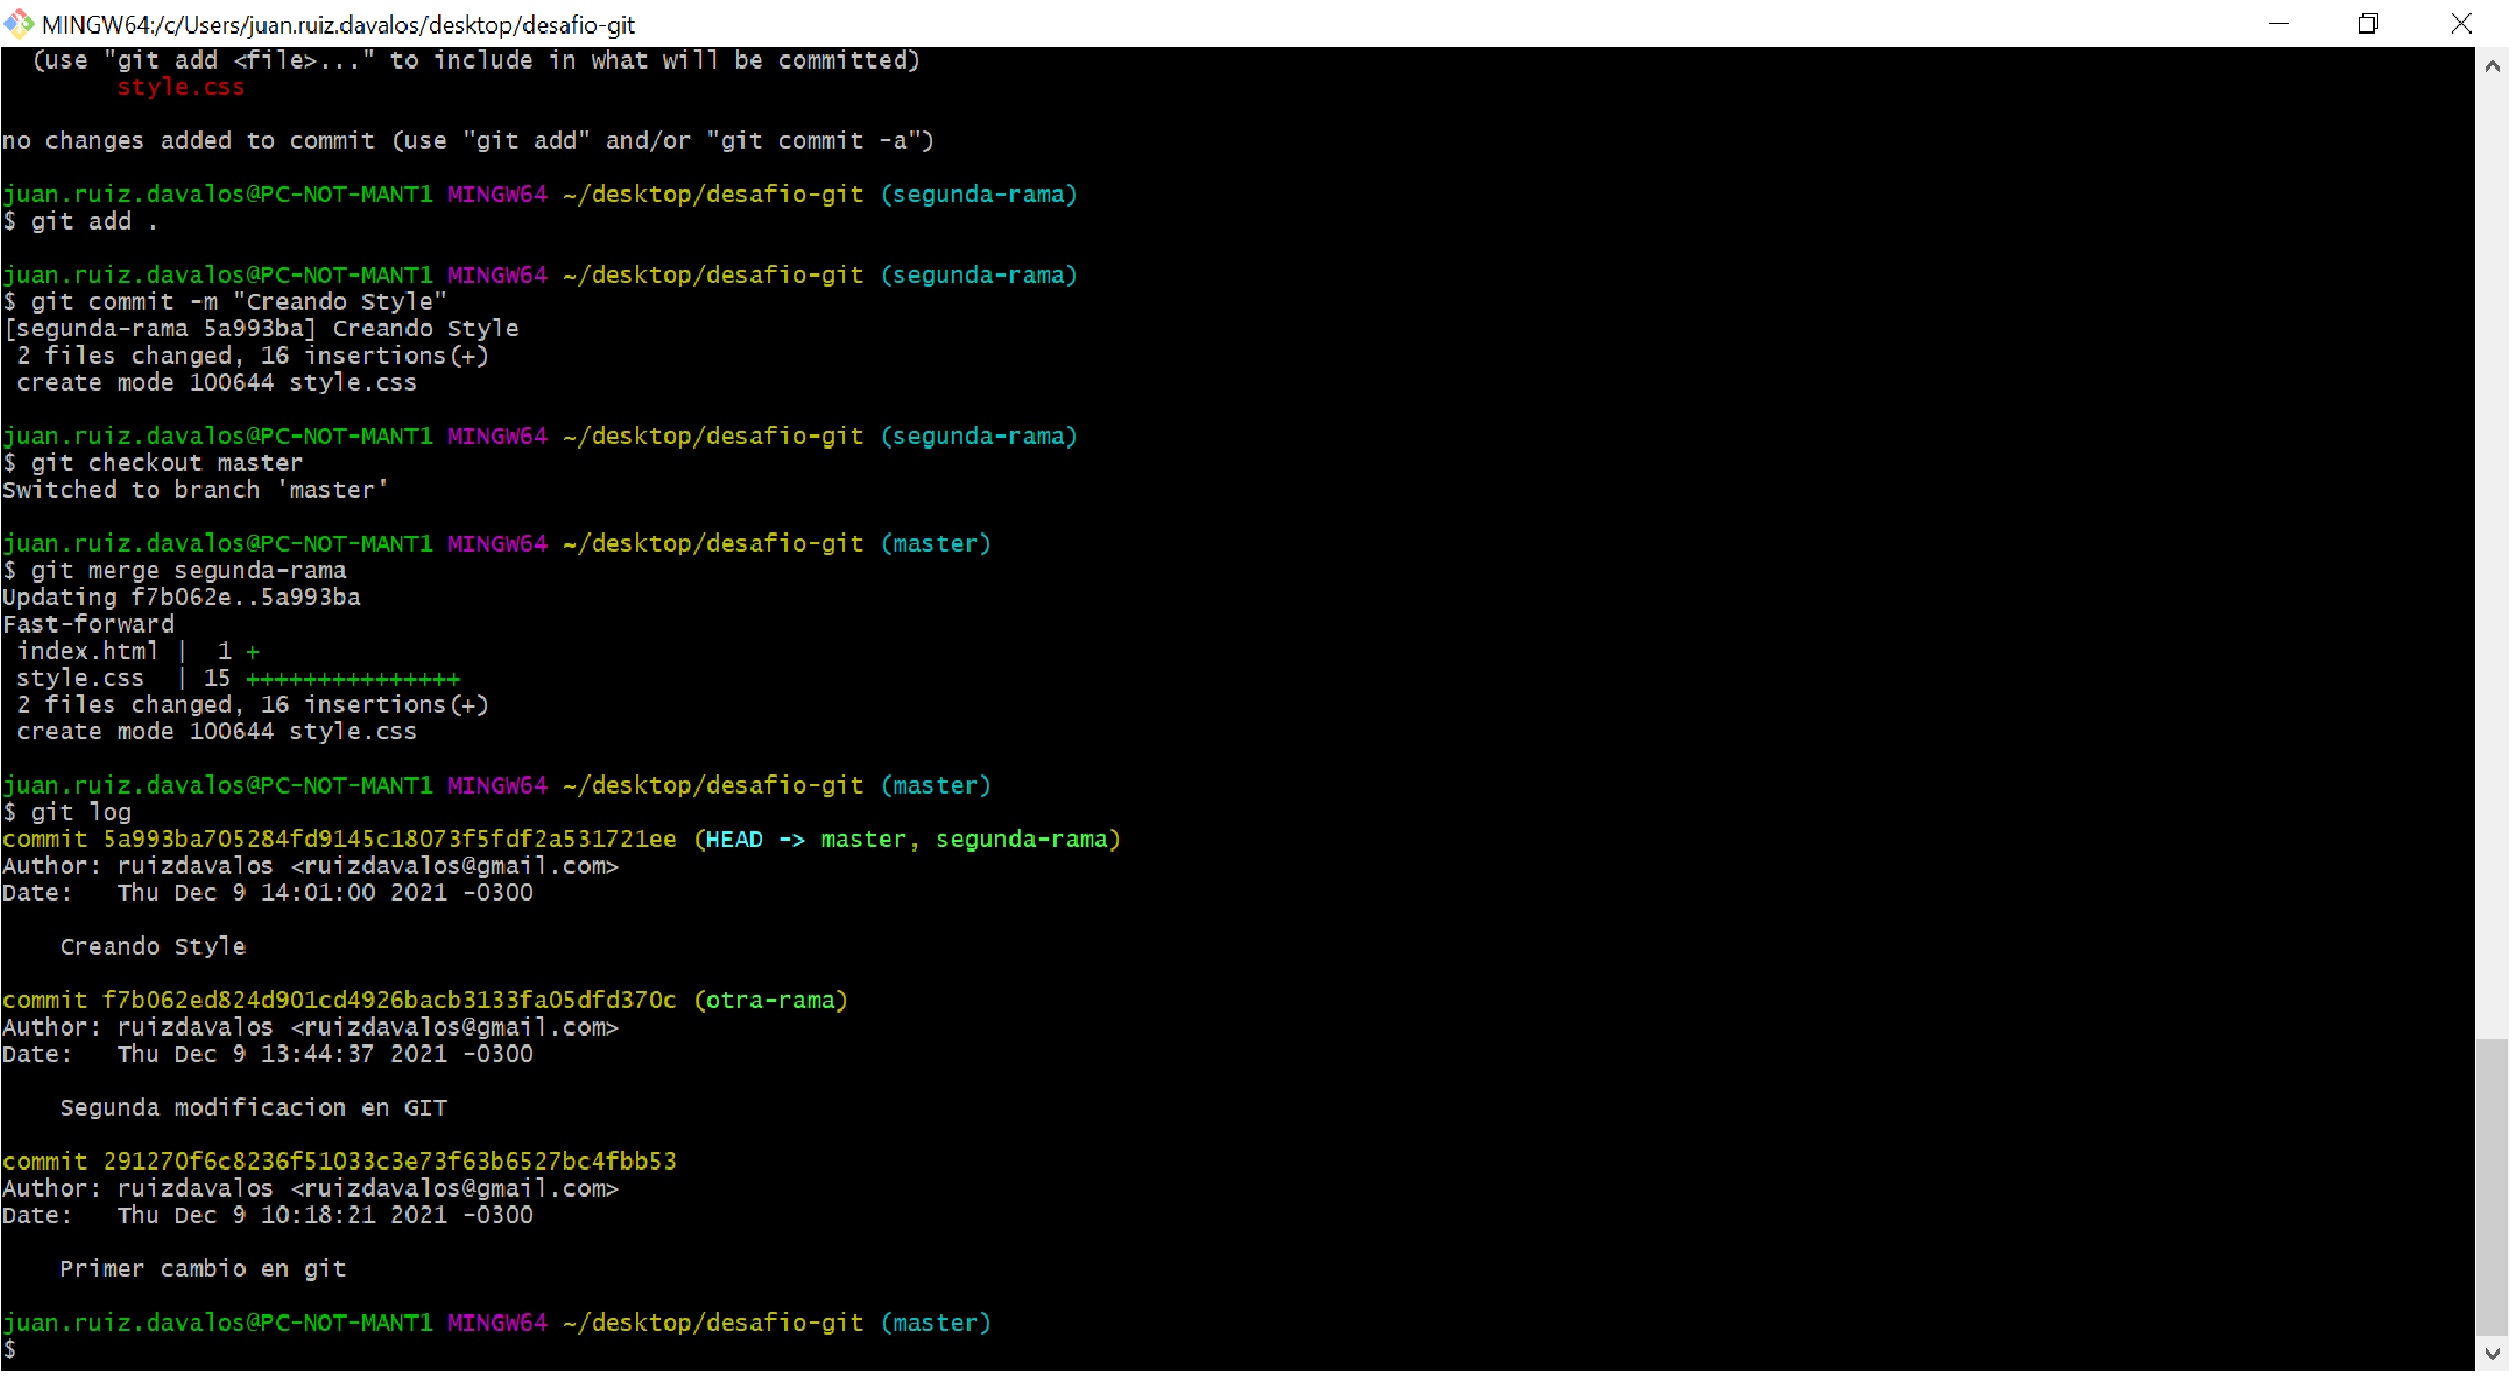 MINGW64:/c/Users/juan.ruiz.davalos/desktop/desafio-git
  (use "git add <file>..." to include in what will be committed)
        style.css

no changes added to commit (use "git add" and/or "git commit -a")

juan.ruiz.davalos@PC-NOT-MANT1 MINGW64 ~/desktop/desafio-git (segunda-rama)
$ git add .

juan.ruiz.davalos@PC-NOT-MANT1 MINGW64 ~/desktop/desafio-git (segunda-rama)
$ git commit -m "Creando Style"
[segunda-rama 5a993ba] Creando Style
 2 files changed, 16 insertions(+)
 create mode 100644 style.css

juan.ruiz.davalos@PC-NOT-MANT1 MINGW64 ~/desktop/desafio-git (segunda-rama)
$ git checkout master
Switched to branch 'master'

juan.ruiz.davalos@PC-NOT-MANT1 MINGW64 ~/desktop/desafio-git (master)
$ git merge segunda-rama
Updating f7b062e..5a993ba
Fast-forward
 index.html |  1 +
 style.css  | 15 +++++++++++++++
 2 files changed, 16 insertions(+)
 create mode 100644 style.css

juan.ruiz.davalos@PC-NOT-MANT1 MINGW64 ~/desktop/desafio-git (master)
$ git log
commit 5a993ba705284fd9145c18073f5fdf2a531721ee (HEAD -> master, segunda-rama)
Author: ruizdavalos <ruizdavalos@gmail.com>
Date:   Thu Dec 9 14:01:00 2021 -0300

    Creando Style

commit f7b062ed824d901cd4926bacb3133fa05dfd370c (otra-rama)
Author: ruizdavalos <ruizdavalos@gmail.com>
Date:   Thu Dec 9 13:44:37 2021 -0300

    Segunda modificacion en GIT

commit 291270f6c8236f51033c3e73f63b6527bc4fbb53
Author: ruizdavalos <ruizdavalos@gmail.com>
Date:   Thu Dec 9 10:18:21 2021 -0300

    Primer cambio en git

juan.ruiz.davalos@PC-NOT-MANT1 MINGW64 ~/desktop/desafio-git (master)
$